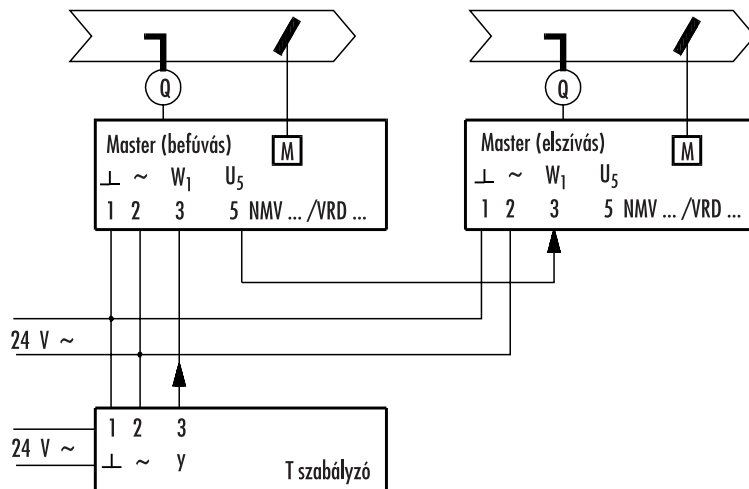 Q
Q
Master (befúvás)
M
⊥ ~ W1 U5
1 2 3 5 NMV ... /VRD ...
Master (elszívás)
M
⊥ ~ W1 U5
1 2 3 5 NMV ... /VRD ...
24 V ~
24 V ~
1 2 3
⊥ ~ y
T szabályzó